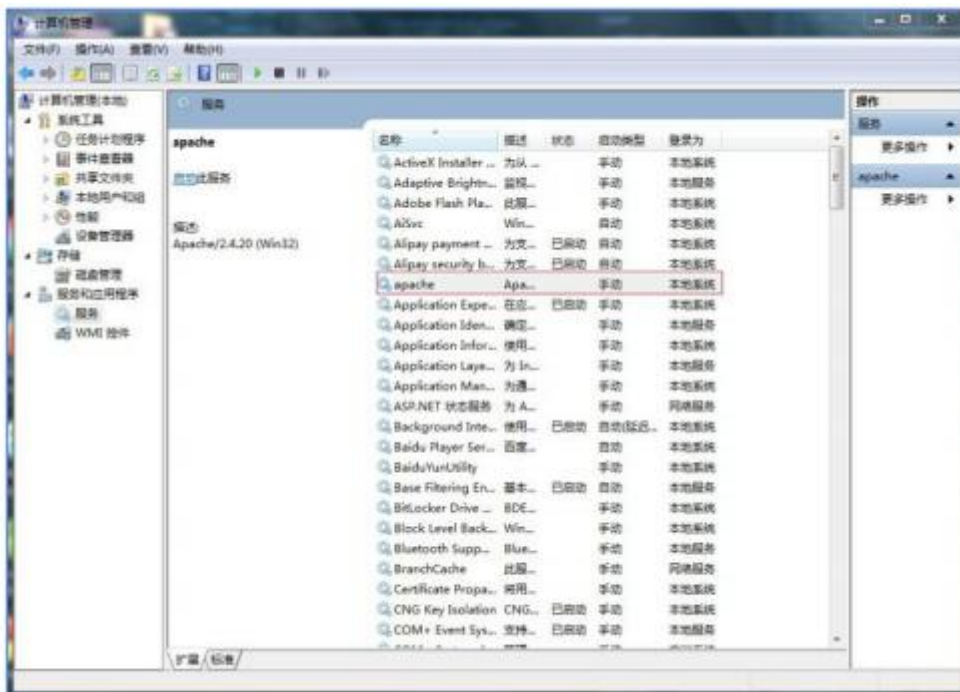 计算机管理
文件(F) 操作(A) 查看(V) 帮助(H)
计算机管理(本地)
系统工具
任务计划程序
事件查看器
共享文件夹
本地用户和组
性能
设备管理器
存储
磁盘管理
服务和应用程序
服务
WMI 控件
服务
apache
启动此服务
描述:
Apache/2.4.20 (Win32)
名称 描述 状态 启动类型 登录为
ActiveX Installer ... 为从 ... 手动 本地系统
Adaptive Brightn... 监视... 手动 本地服务
Adobe Flash Pla... 此服... 手动 本地系统
AiSvc Win... 自动 本地系统
Alipay payment ... 为支... 已启动 自动 本地系统
Alipay security b... 为支... 已启动 自动 本地系统
apache Apa... 手动 本地系统
Application Expe... 在应... 已启动 手动 本地系统
Application Iden... 确定... 手动 本地服务
Application Infor... 使用... 手动 本地系统
Application Laye... 为 In... 手动 本地服务
Application Man... 为通... 手动 本地系统
ASP.NET 状态服务 为 A... 手动 网络服务
Background Inte... 使用... 已启动 自动(延迟... 本地系统
Baidu Player Ser... 百度... 自动 本地系统
BaiduYunUtility 手动 本地系统
Base Filtering En... 基本... 已启动 自动 本地服务
BitLocker Drive ... BDE... 手动 本地系统
Block Level Back... Win... 手动 本地系统
Bluetooth Supp... Blue... 手动 本地服务
BranchCache 此服... 手动 网络服务
Certificate Propa... 将用... 手动 本地系统
CNG Key Isolation CNG... 已启动 手动 本地系统
COM+ Event Sys... 支持... 已启动 手动 本地服务
扩展 标准
操作
服务
更多操作
apache
更多操作